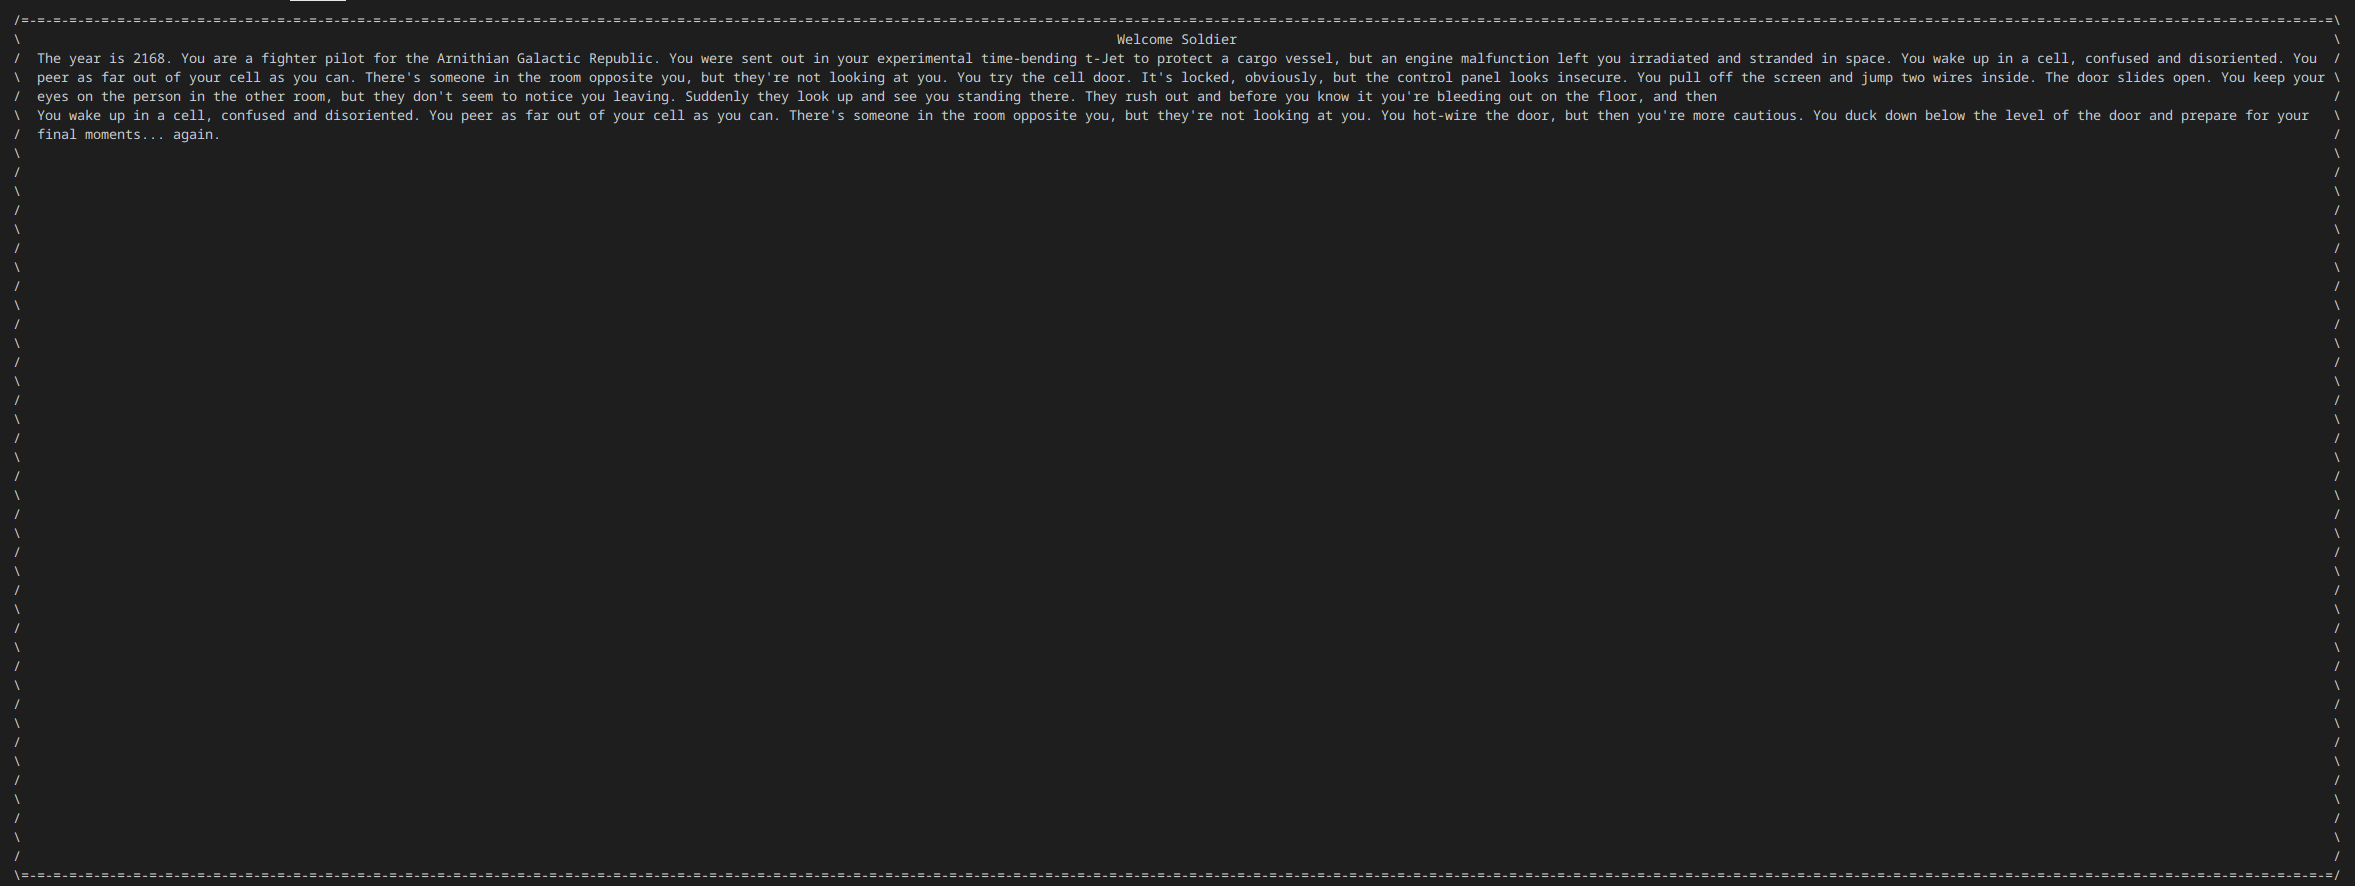 Welcome Soldier
The year is 2168. You are a fighter pilot for the Arnithian Galactic Republic. You were sent out in your experimental time-bending t-Jet to protect a cargo vessel, but an engine malfunction left you irradiated and stranded in space. You wake up in a cell, confused and disoriented. You
peer as far out of your cell as you can. There's someone in the room opposite you, but they're not looking at you. You try the cell door. It's locked, obviously, but the control panel looks insecure. You pull off the screen and jump two wires inside. The door slides open. You keep your
eyes on the person in the other room, but they don't seem to notice you leaving. Suddenly they look up and see you standing there. They rush out and before you know it you're bleeding out on the floor, and then
You wake up in a cell, confused and disoriented. You peer as far out of your cell as you can. There's someone in the room opposite you, but they're not looking at you. You hot-wire the door, but then you're more cautious. You duck down below the level of the door and prepare for your
final moments... again.